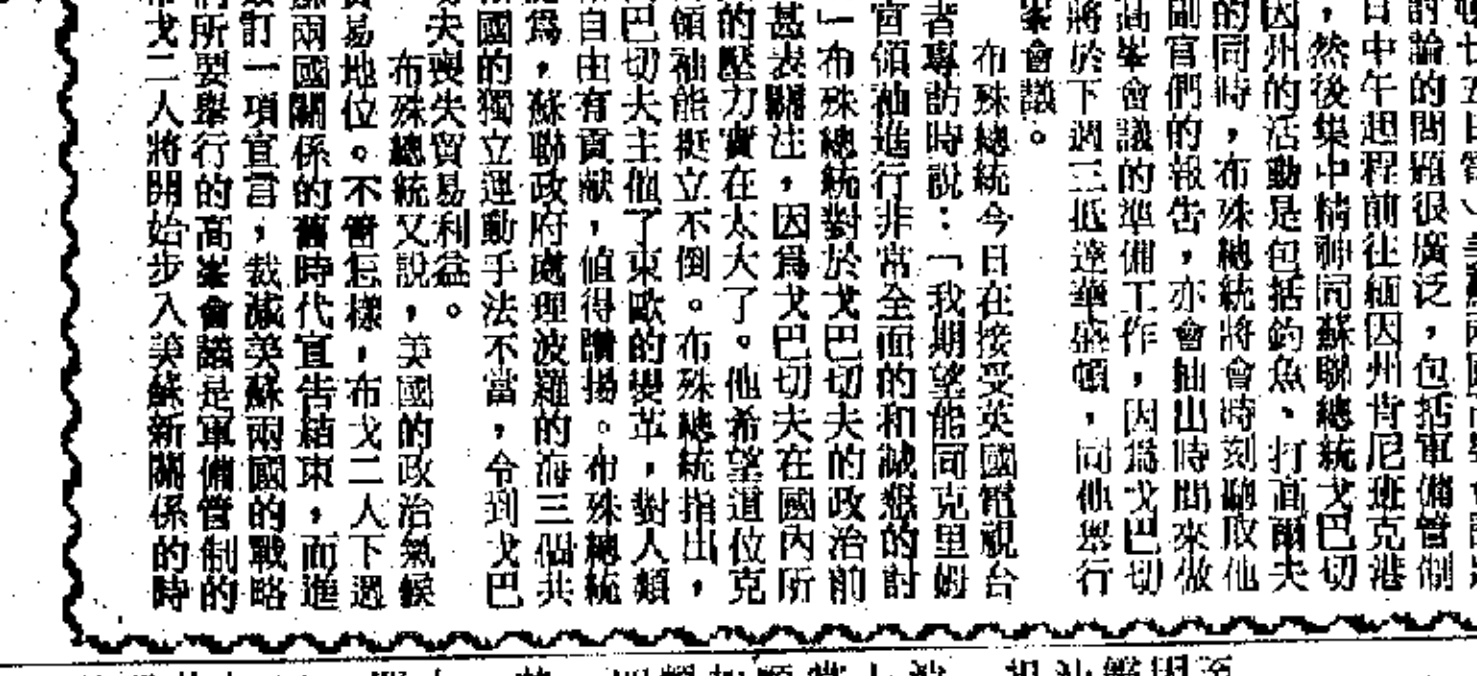 討論的問題很廣泛，包括軍備管制
日中午起程前往緬因州肯尼班克港
，然後集中精神同蘇聯總統戈巴切
因州的活動是包括釣魚、打高爾夫
的同時，布殊總統將會時刻聽取他
副官們的報告，亦會抽出時間來做
高峯會議的準備工作，因爲戈巴切
將於下週三抵達華盛頓，同他舉行
峯會議。
布殊總統今日在接受英國電視台
者專訪時說：「我期望能同克里姆
官領袖進行非常全面的和誠懇的討
」布殊總統對於戈巴切夫的政治前
甚表關注，因爲戈巴切夫在國內所
的壓力實在太大了。他希望這位克
領袖能挺立不倒。布殊總統指出，
巴切夫主催了東歐的變革，對人類
自由有貢献，値得讚揚。布殊總統
爲，蘇聯政府處理波羅的海三個共
國的獨立運動手法不當，令到戈巴
夫喪失貿易利益。
布殊總統又說，美國的政治氣候
易地位。不管怎樣，布戈二人下週
兩國關係的舊時代宣告結束，而進
訂一項宣言，裁減美蘇兩國的戰略
所要舉行的高峯會議是軍備管制的
戈二人將開始步入美蘇新關係的時